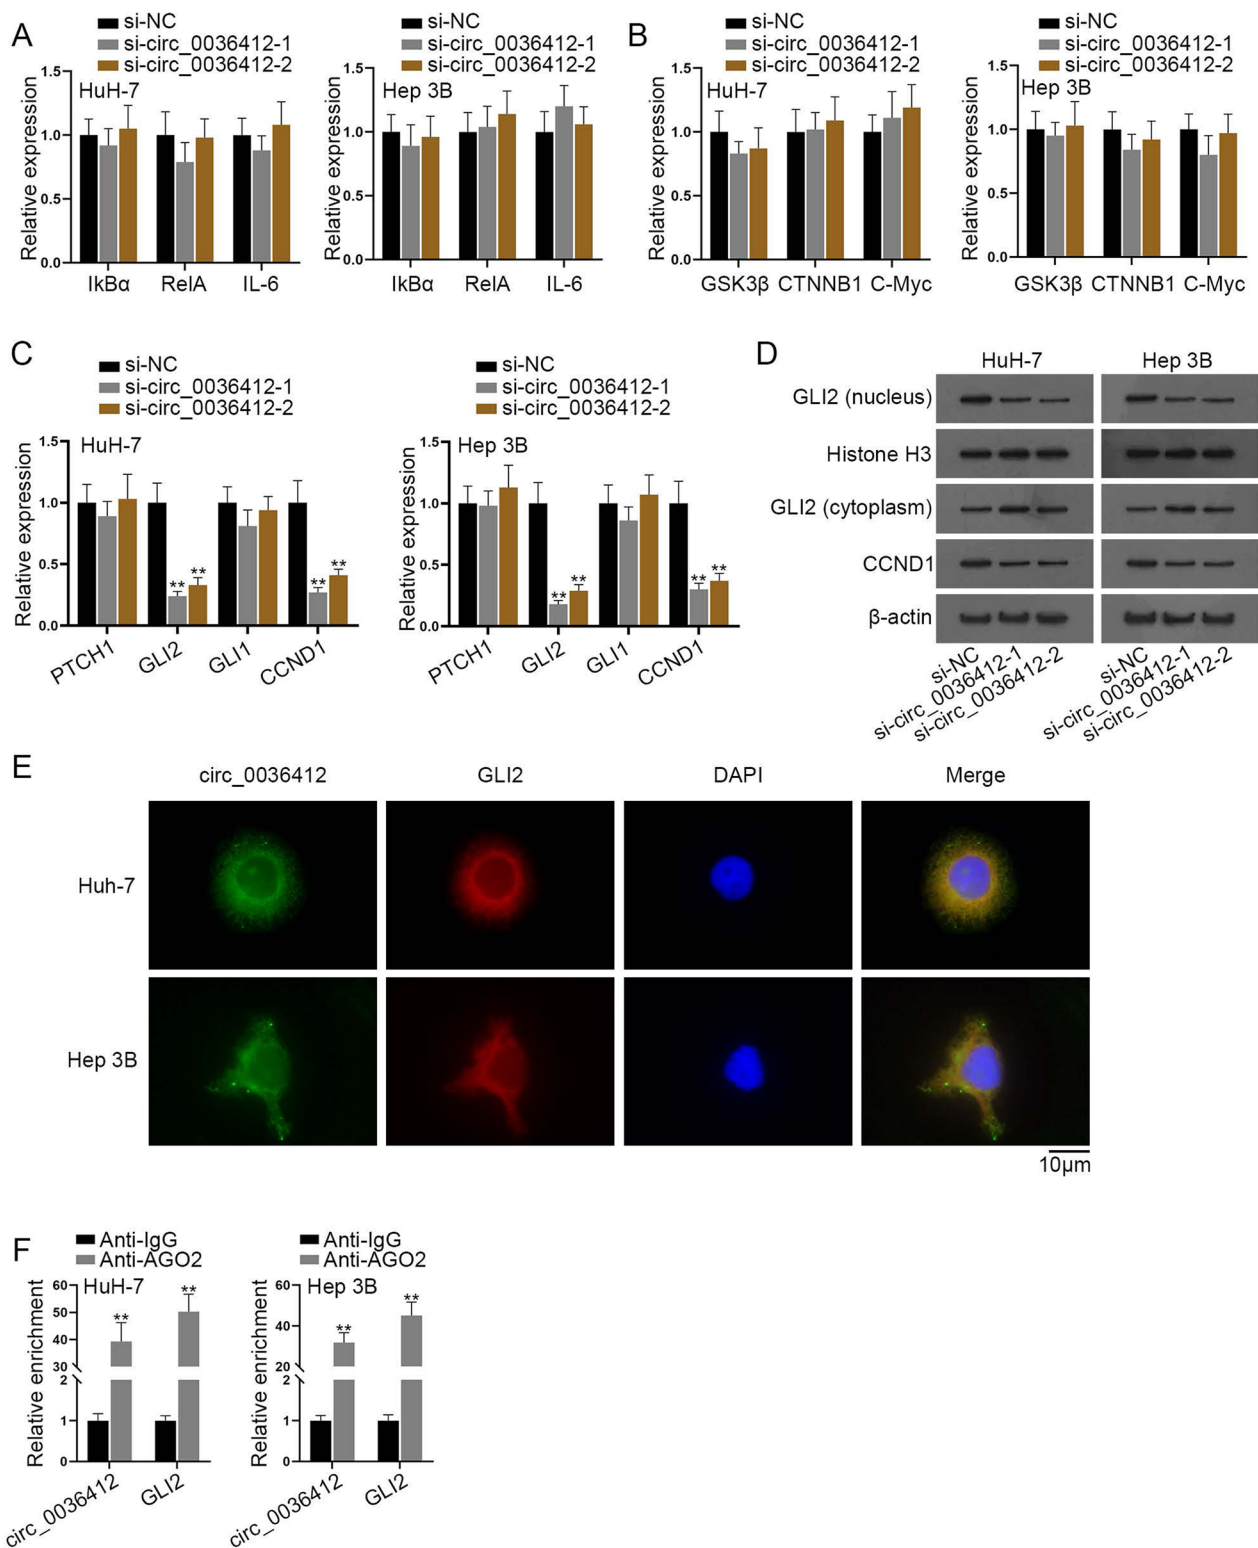 A
si-NC
si-circ_0036412-1
si-circ_0036412-2
HuH-7
Relative expression
1.5
1.0
0.5
0.0
IkBα RelA IL-6
si-NC
si-circ_0036412-1
si-circ_0036412-2
Hep 3B
Relative expression
1.5
1.0
0.5
0.0
IkBα RelA IL-6
B
si-NC
si-circ_0036412-1
si-circ_0036412-2
HuH-7
Relative expression
1.5
1.0
0.5
0.0
GSK3β CTNNB1 C-Myc
si-NC
si-circ_0036412-1
si-circ_0036412-2
Hep 3B
Relative expression
1.5
1.0
0.5
0.0
GSK3β CTNNB1 C-Myc
C
si-NC
si-circ_0036412-1
si-circ_0036412-2
HuH-7
Relative expression
1.5
1.0
0.5
0.0
** ** ** **
PTCH1 GLI2 GLI1 CCND1
si-NC
si-circ_0036412-1
si-circ_0036412-2
Hep 3B
Relative expression
1.5
1.0
0.5
0.0
** ** ** **
PTCH1 GLI2 GLI1 CCND1
D
HuH-7 Hep 3B
GLI2 (nucleus)
Histone H3
GLI2 (cytoplasm)
CCND1
β-actin
si-NC
si-circ_0036412-1
si-circ_0036412-2
si-NC
si-circ_0036412-1
si-circ_0036412-2
E
circ_0036412 GLI2 DAPI Merge
Huh-7
Hep 3B
10μm
F
Anti-IgG
Anti-AGO2
HuH-7
Relative enrichment
60
50
40
30
2
1
0
** **
circ_0036412 GLI2
Anti-IgG
Anti-AGO2
Hep 3B
Relative enrichment
60
40
20
2
1
0
** **
circ_0036412 GLI2